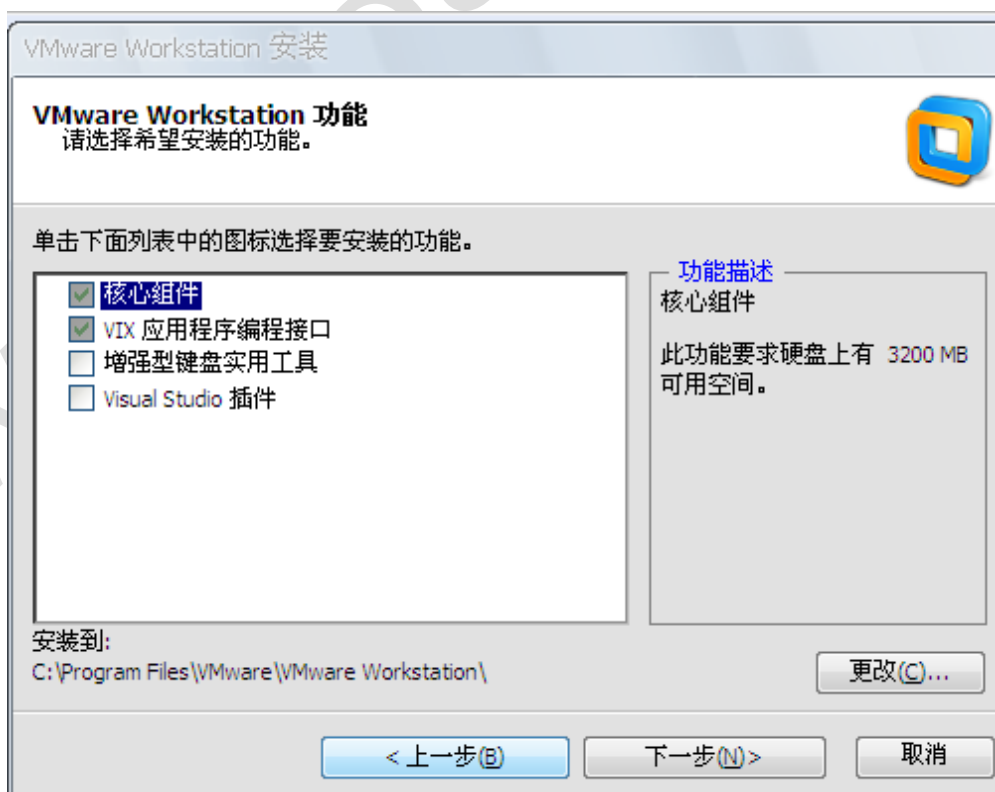 VMware Workstation 安装
VMware Workstation 功能
请选择希望安装的功能。
单击下面列表中的图标选择要安装的功能。
核心组件
VIX 应用程序编程接口
增强型键盘实用工具
Visual Studio 插件
功能描述
核心组件
此功能要求硬盘上有 3200 MB
可用空间。
安装到:
C:\Program Files\VMware\VMware Workstation\
更改(C)...
< 上一步(B)
下一步(N)>
取消